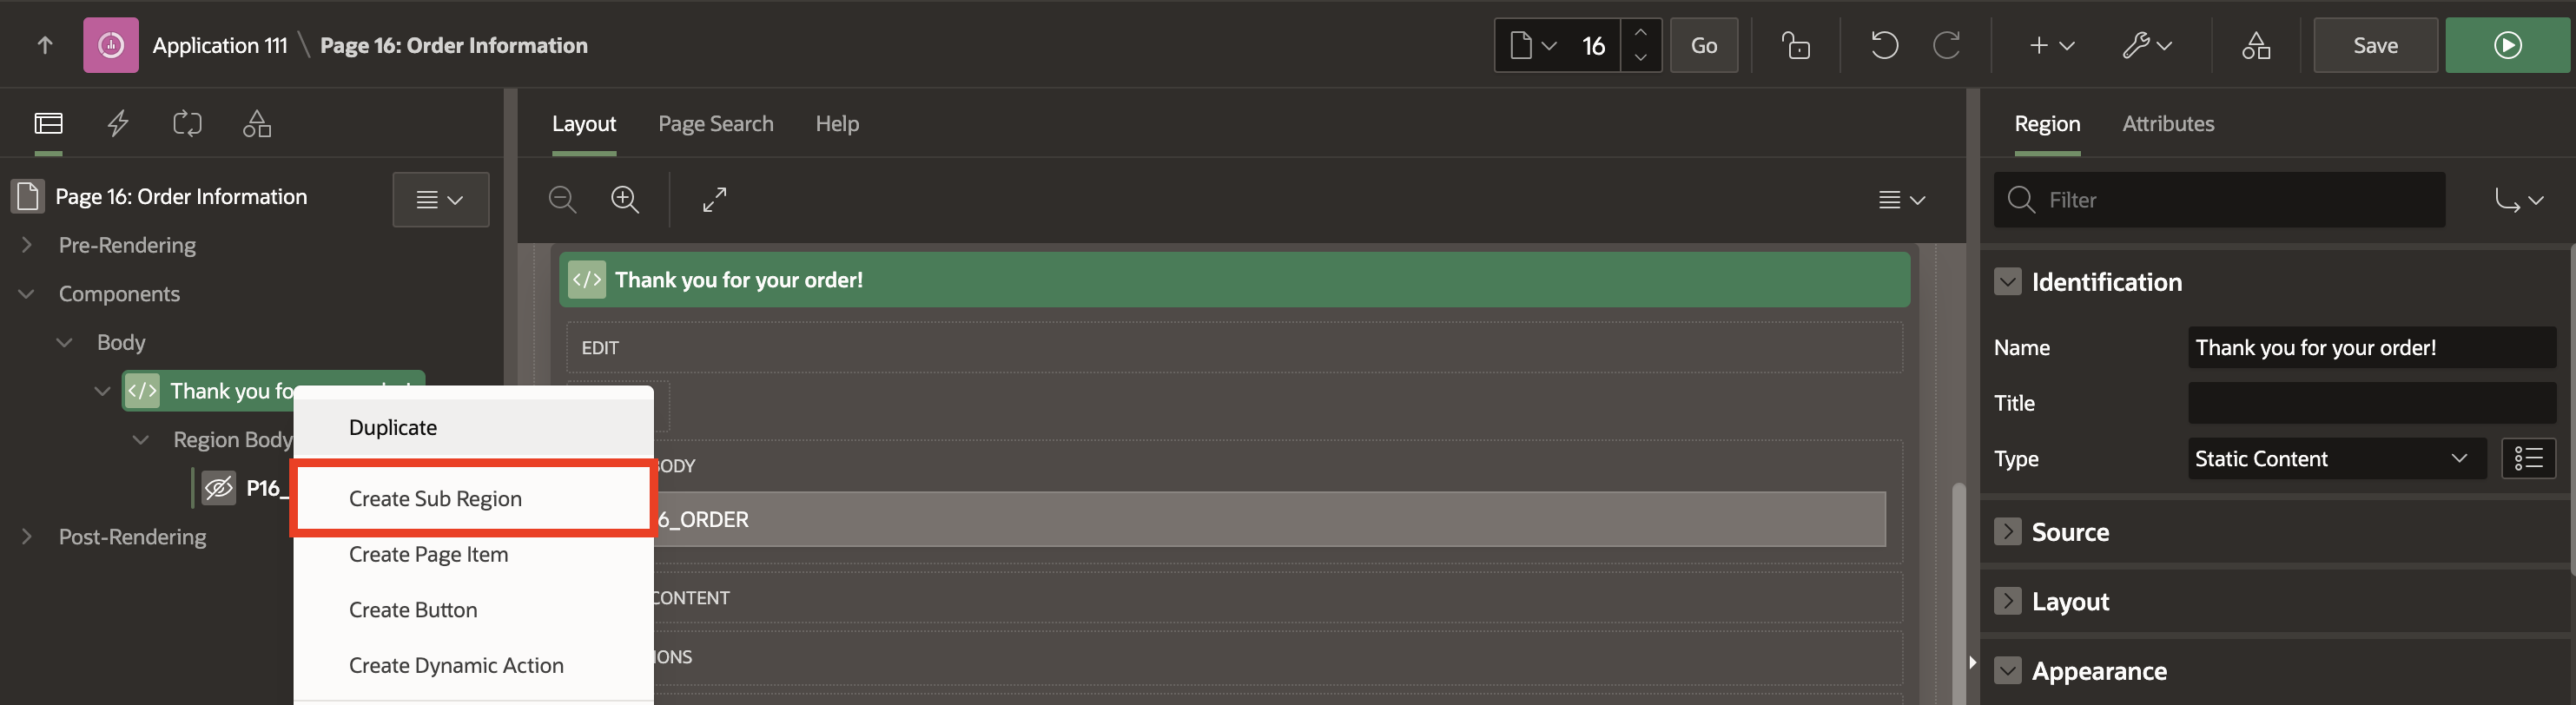 Application 111 \ Page 16: Order Information
16
Go
Save
Layout
Page Search
Help
Region
Attributes
Page 16: Order Information
Pre-Rendering
Components
Body
Thank you fo
Region Body
P16_
Post-Rendering
Duplicate
Create Sub Region
Create Page Item
Create Button
Create Dynamic Action
Thank you for your order!
EDIT
BODY
6_ORDER
CONTENT
IONS
Filter
Identification
Name
Thank you for your order!
Title
Type
Static Content
Source
Layout
Appearance